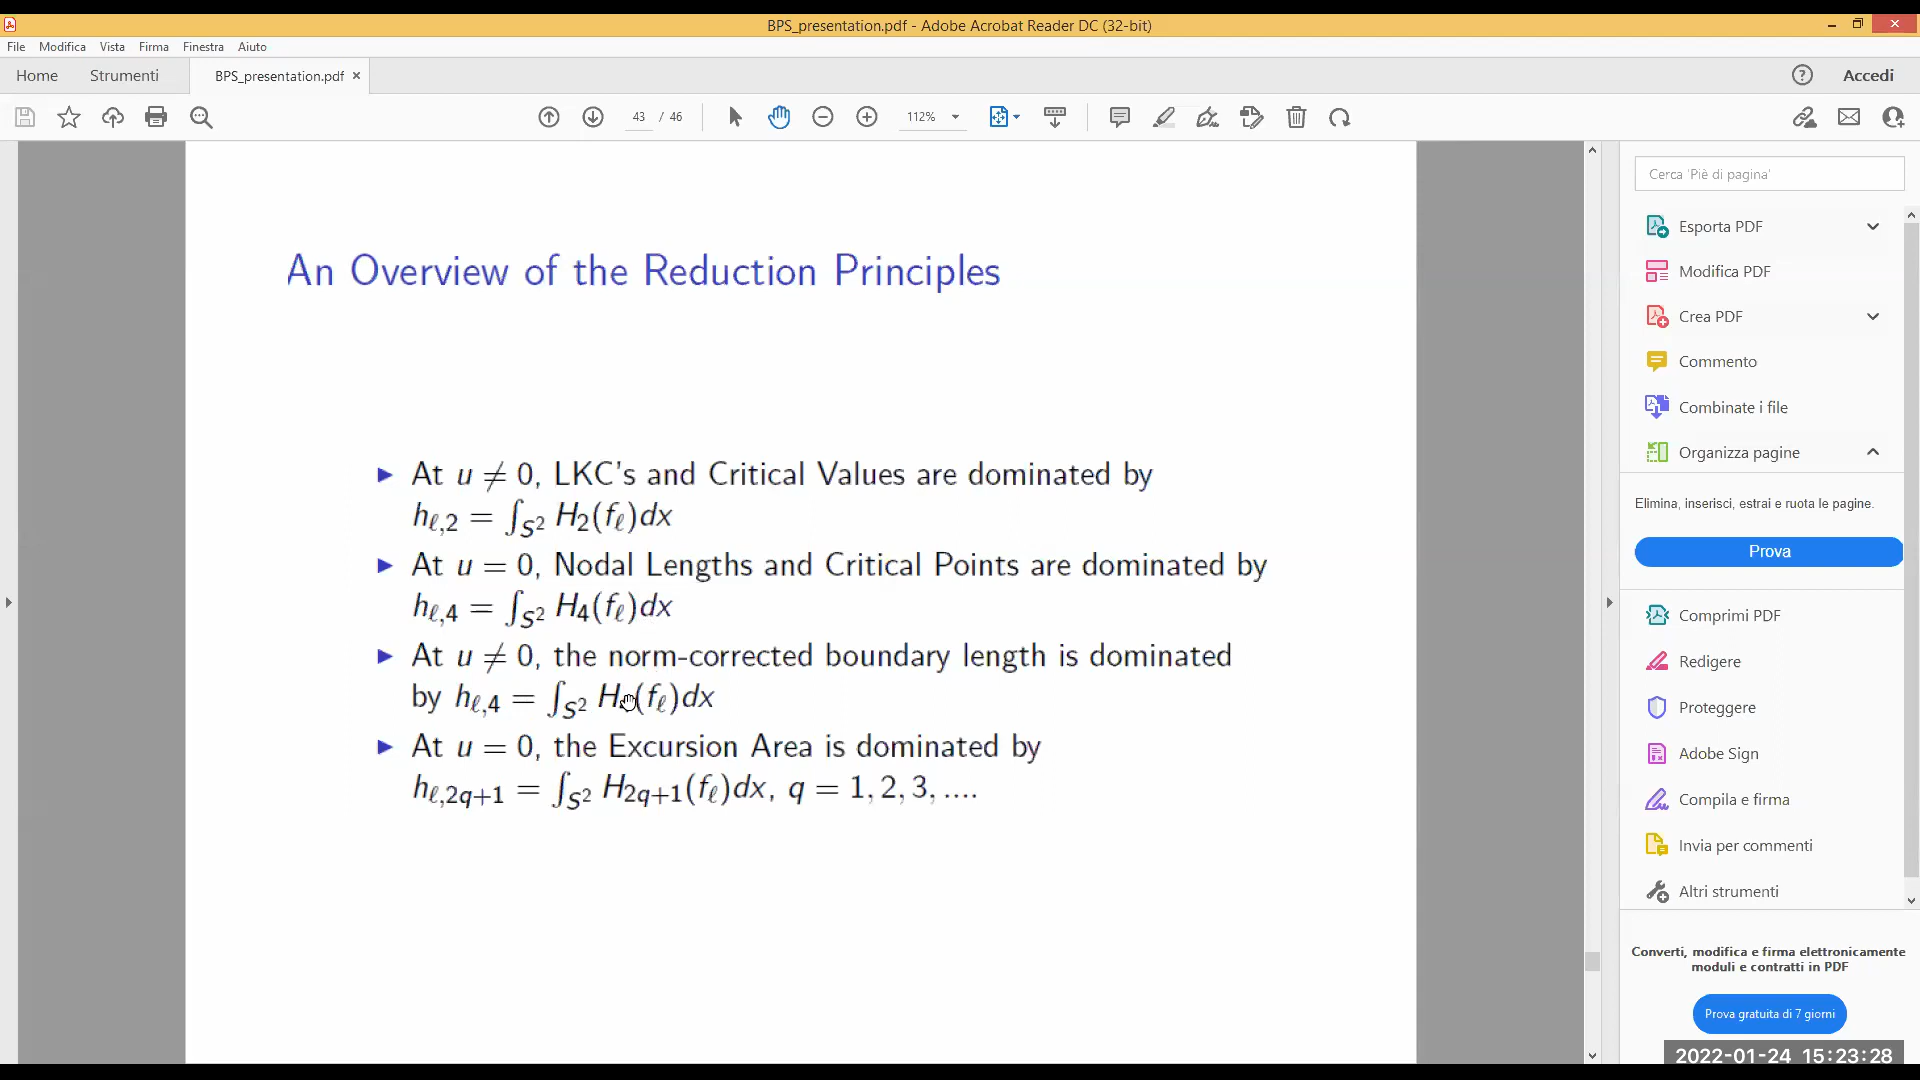 BPS_presentation.pdf - Adobe Acrobat Reader DC (32-bit)
File Modifica Vista Firma Finestra Aiuto
Home Strumenti BPS_presentation.pdf × Accedi
43 / 46 112%
An Overview of the Reduction Principles
▶ At u ≠ 0, LKC's and Critical Values are dominated by
h_{ℓ,2} = ∫_{S²} H₂(f_ℓ)dx
▶ At u = 0, Nodal Lengths and Critical Points are dominated by
h_{ℓ,4} = ∫_{S²} H₄(f_ℓ)dx
▶ At u ≠ 0, the norm-corrected boundary length is dominated
by h_{ℓ,4} = ∫_{S²} H(f_ℓ)dx
▶ At u = 0, the Excursion Area is dominated by
h_{ℓ,2q+1} = ∫_{S²} H_{2q+1}(f_ℓ)dx, q = 1, 2, 3, ....
Cerca 'Piè di pagina'
Esporta PDF
Modifica PDF
Crea PDF
Commento
Combinate i file
Organizza pagine
Elimina, inserisci, estrai e ruota le pagine.
Prova
Comprimi PDF
Redigere
Proteggere
Adobe Sign
Compila e firma
Invia per commenti
Altri strumenti
Converti, modifica e firma elettronicamente
moduli e contratti in PDF
Prova gratuita di 7 giorni
2022-01-24 15:23:28